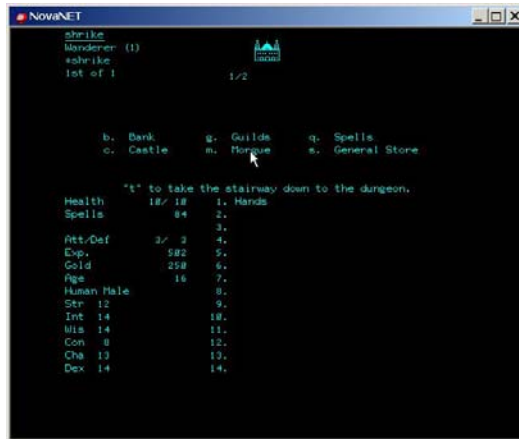 NovaNET
shrike
Wanderer (1)
*shrike
1st of 1
1/2
b. Bank g. Guilds q. Spells
c. Castle m. Morgue s. General Store
"t" to take the stairway down to the dungeon.
Health 10/ 10 1. Hands
Spells 84 2.
3.
Att/Def 3/ 3 4.
Exp. 502 5.
Gold 250 6.
Age 16 7.
Human Male 8.
Str 12 9.
Int 14 10.
Wis 14 11.
Con 8 12.
Cha 13 13.
Dex 14 14.